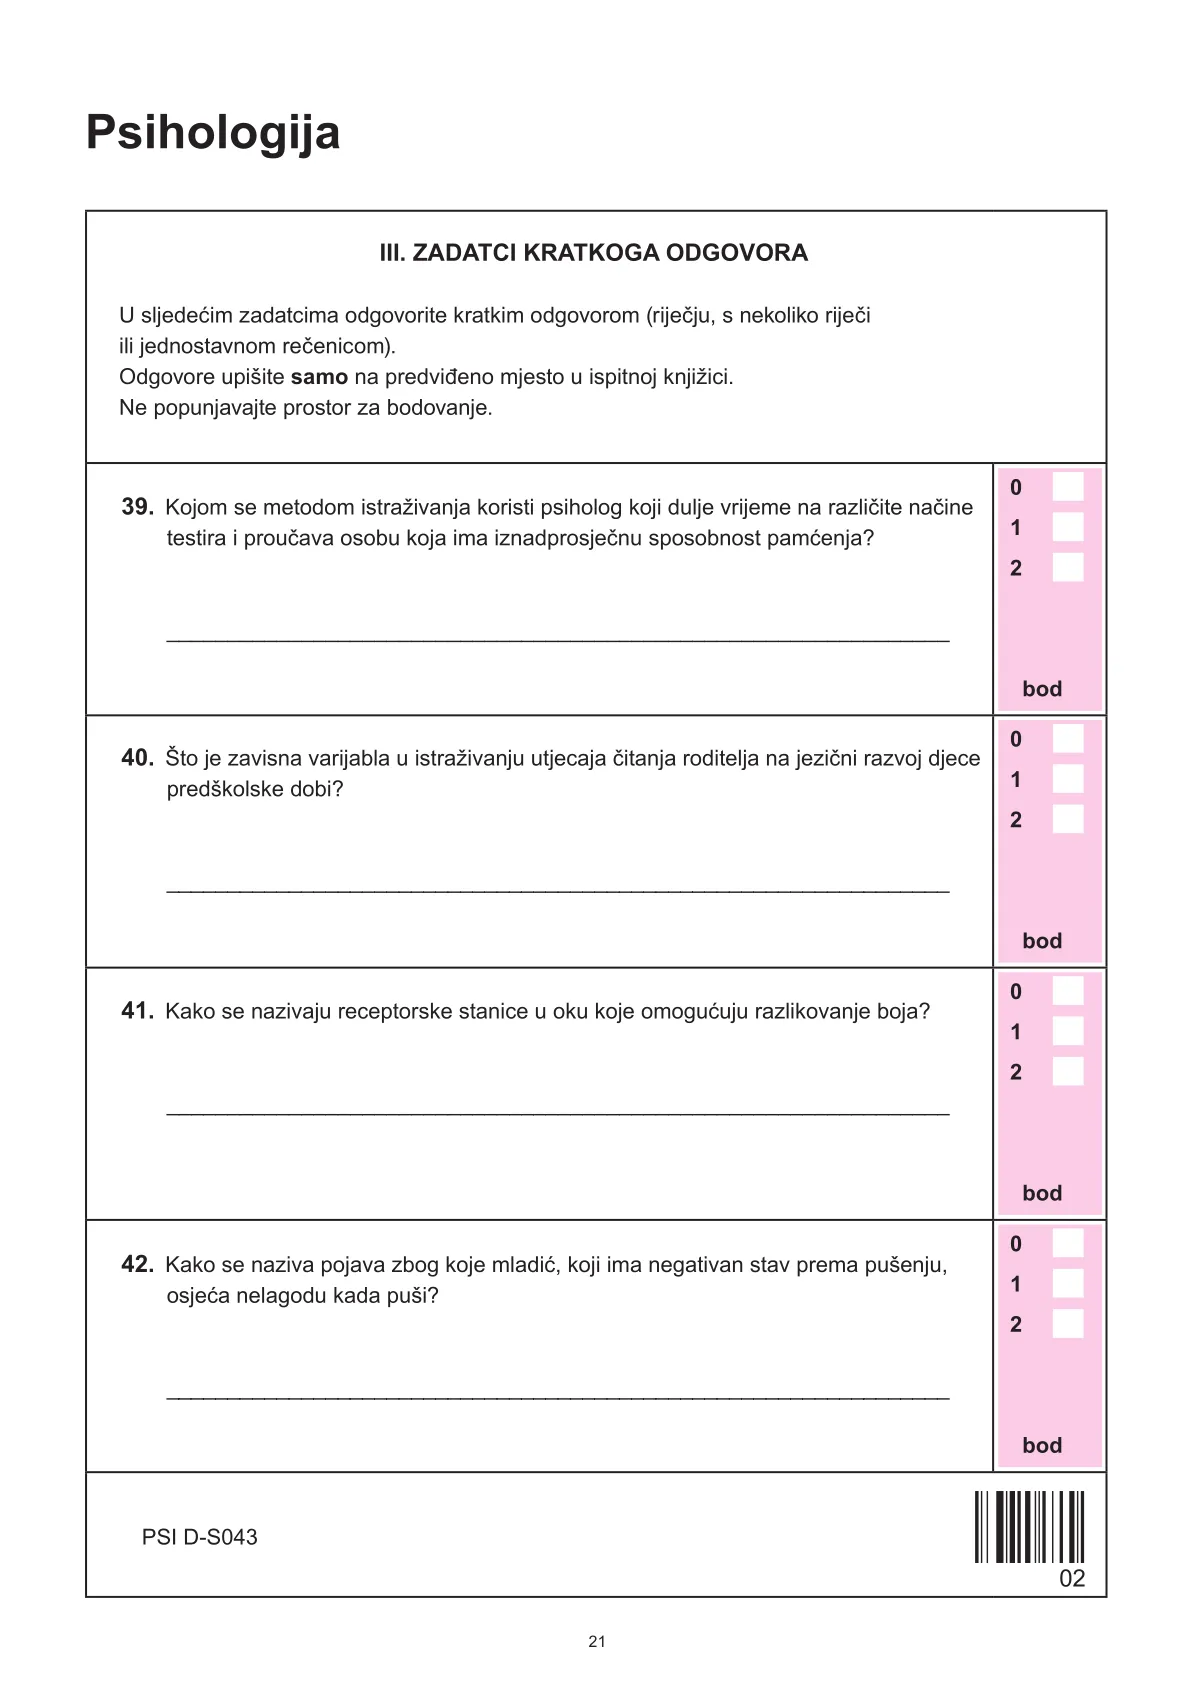 Psihologija
III. ZADATCI KRATKOGA ODGOVORA
U sljedećim zadatcima odgovorite kratkim odgovorom (riječju, s nekoliko riječi
ili jednostavnom rečenicom).
Odgovore upišite samo na predviđeno mjesto u ispitnoj knjižici.
Ne popunjavajte prostor za bodovanje.
39. Kojom se metodom istraživanja koristi psiholog koji dulje vrijeme na različite načine
testira i proučava osobu koja ima iznadprosječnu sposobnost pamćenja?
0
1
2
bod
40. Što je zavisna varijabla u istraživanju utjecaja čitanja roditelja na jezični razvoj djece
predškolske dobi?
0
1
2
bod
41. Kako se nazivaju receptorske stanice u oku koje omogućuju razlikovanje boja?
0
1
2
bod
42. Kako se naziva pojava zbog koje mladić, koji ima negativan stav prema pušenju,
osjeća nelagodu kada puši?
0
1
2
bod
PSI D-S043
02
21